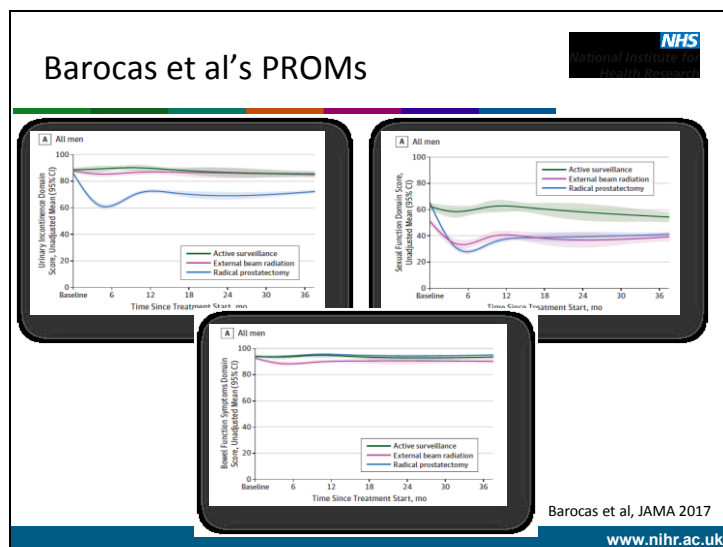 Barocas et al's PROMs
NHS
National Institute for
Health Research
A All men
Urinary Incontinence Domain
Score, Unadjusted Mean (95% CI)
100
80
60
40
20
0
Active surveillance
External beam radiation
Radical prostatectomy
Baseline 6 12 18 24 30 36
Time Since Treatment Start, mo
A All men
Sexual Function Domain Score,
Unadjusted Mean (95% CI)
100
80
60
40
20
0
Active surveillance
External beam radiation
Radical prostatectomy
Baseline 6 12 18 24 30 36
Time Since Treatment Start, mo
A All men
Bowel Function Symptoms Domain
Score, Unadjusted Mean (95% CI)
100
80
60
40
20
0
Active surveillance
External beam radiation
Radical prostatectomy
Baseline 6 12 18 24 30 36
Time Since Treatment Start, mo
Barocas et al, JAMA 2017
www.nihr.ac.uk